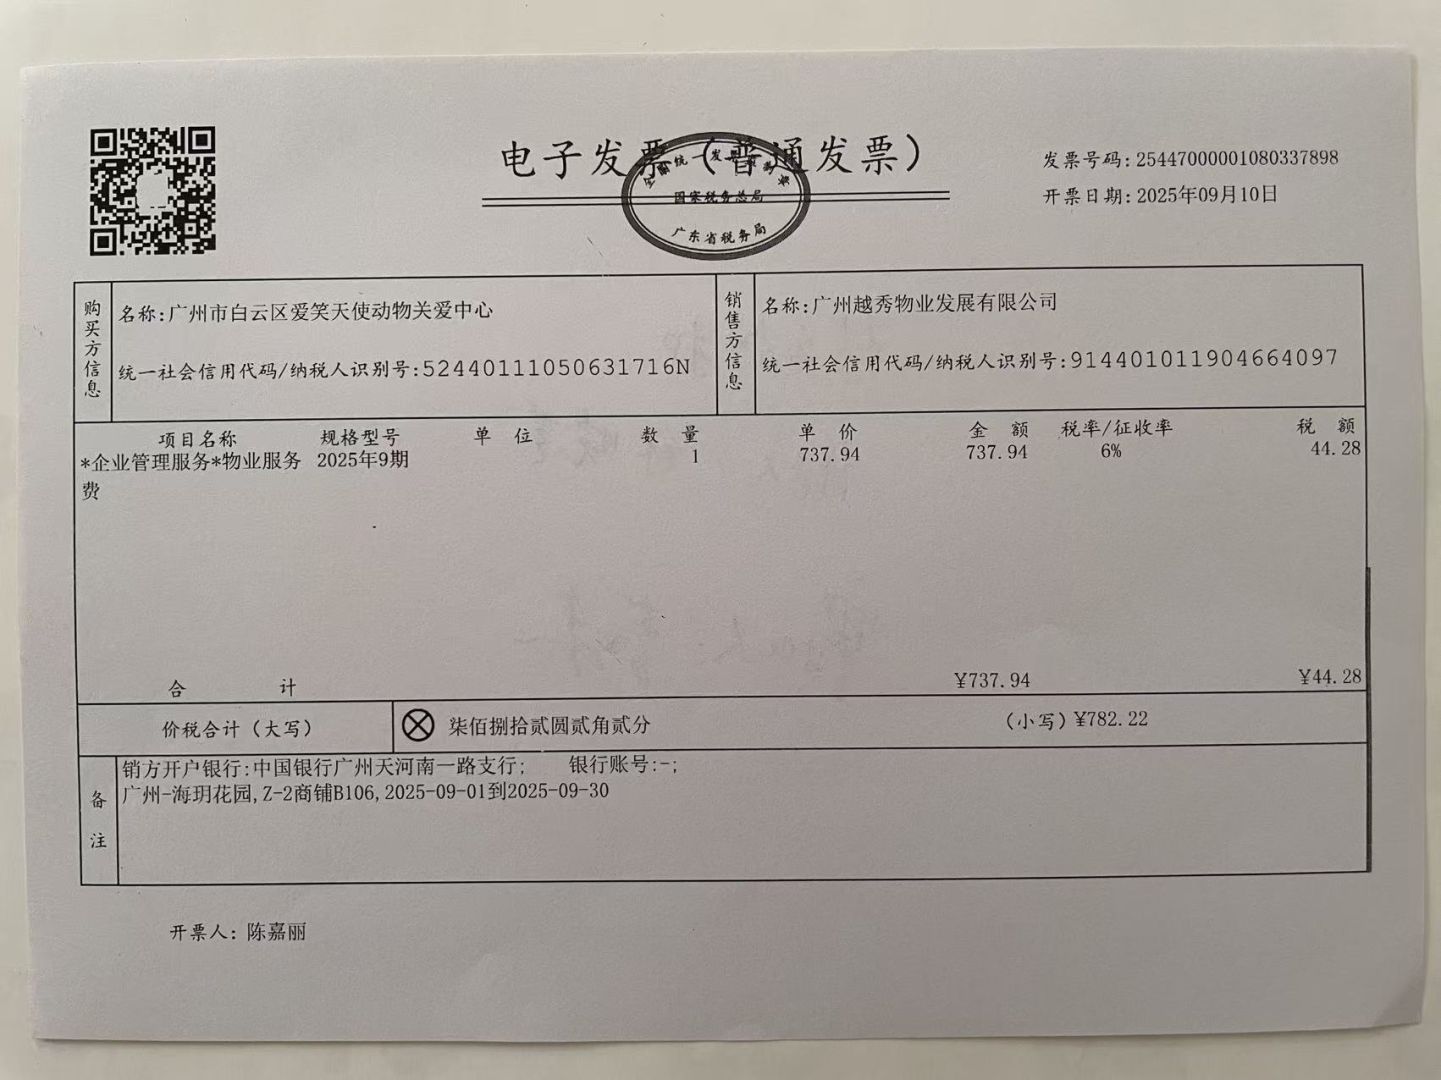 电子发票（普通发票）
全国统一发票监制章
国家税务总局
广东省税务局
发票号码:25447000001080337898
开票日期:2025年09月10日
购买方信息
名称:广州市白云区爱笑天使动物关爱中心
统一社会信用代码/纳税人识别号:52440111050631716N
销售方信息
名称:广州越秀物业发展有限公司
统一社会信用代码/纳税人识别号:914401011904664097
项目名称 规格型号 单位 数量 单价 金额 税率/征收率 税额
*企业管理服务*物业服务 2025年9期 1 737.94 737.94 6% 44.28
费
合计 ¥737.94 ¥44.28
价税合计（大写） 柒佰捌拾贰圆贰角贰分 （小写）¥782.22
备注
销方开户银行:中国银行广州天河南一路支行; 银行账号:-;
广州-海玥花园,Z-2商铺B106,2025-09-01到2025-09-30
开票人: 陈嘉丽